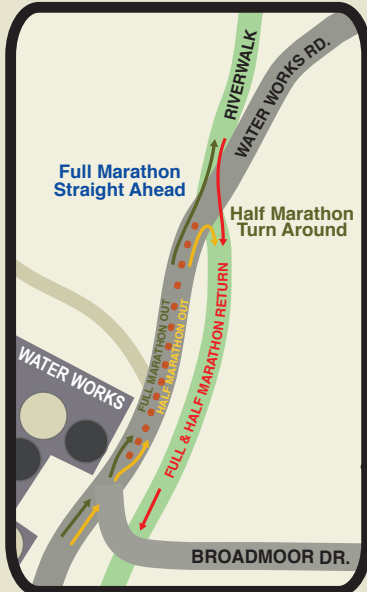 RIVERWALK
WATER WORKS RD.
Full Marathon
Straight Ahead
Half Marathon
Turn Around
FULL MARATHON OUT
HALF MARATHON OUT
FULL & HALF MARATHON RETURN
WATER WORKS
BROADMOOR DR.